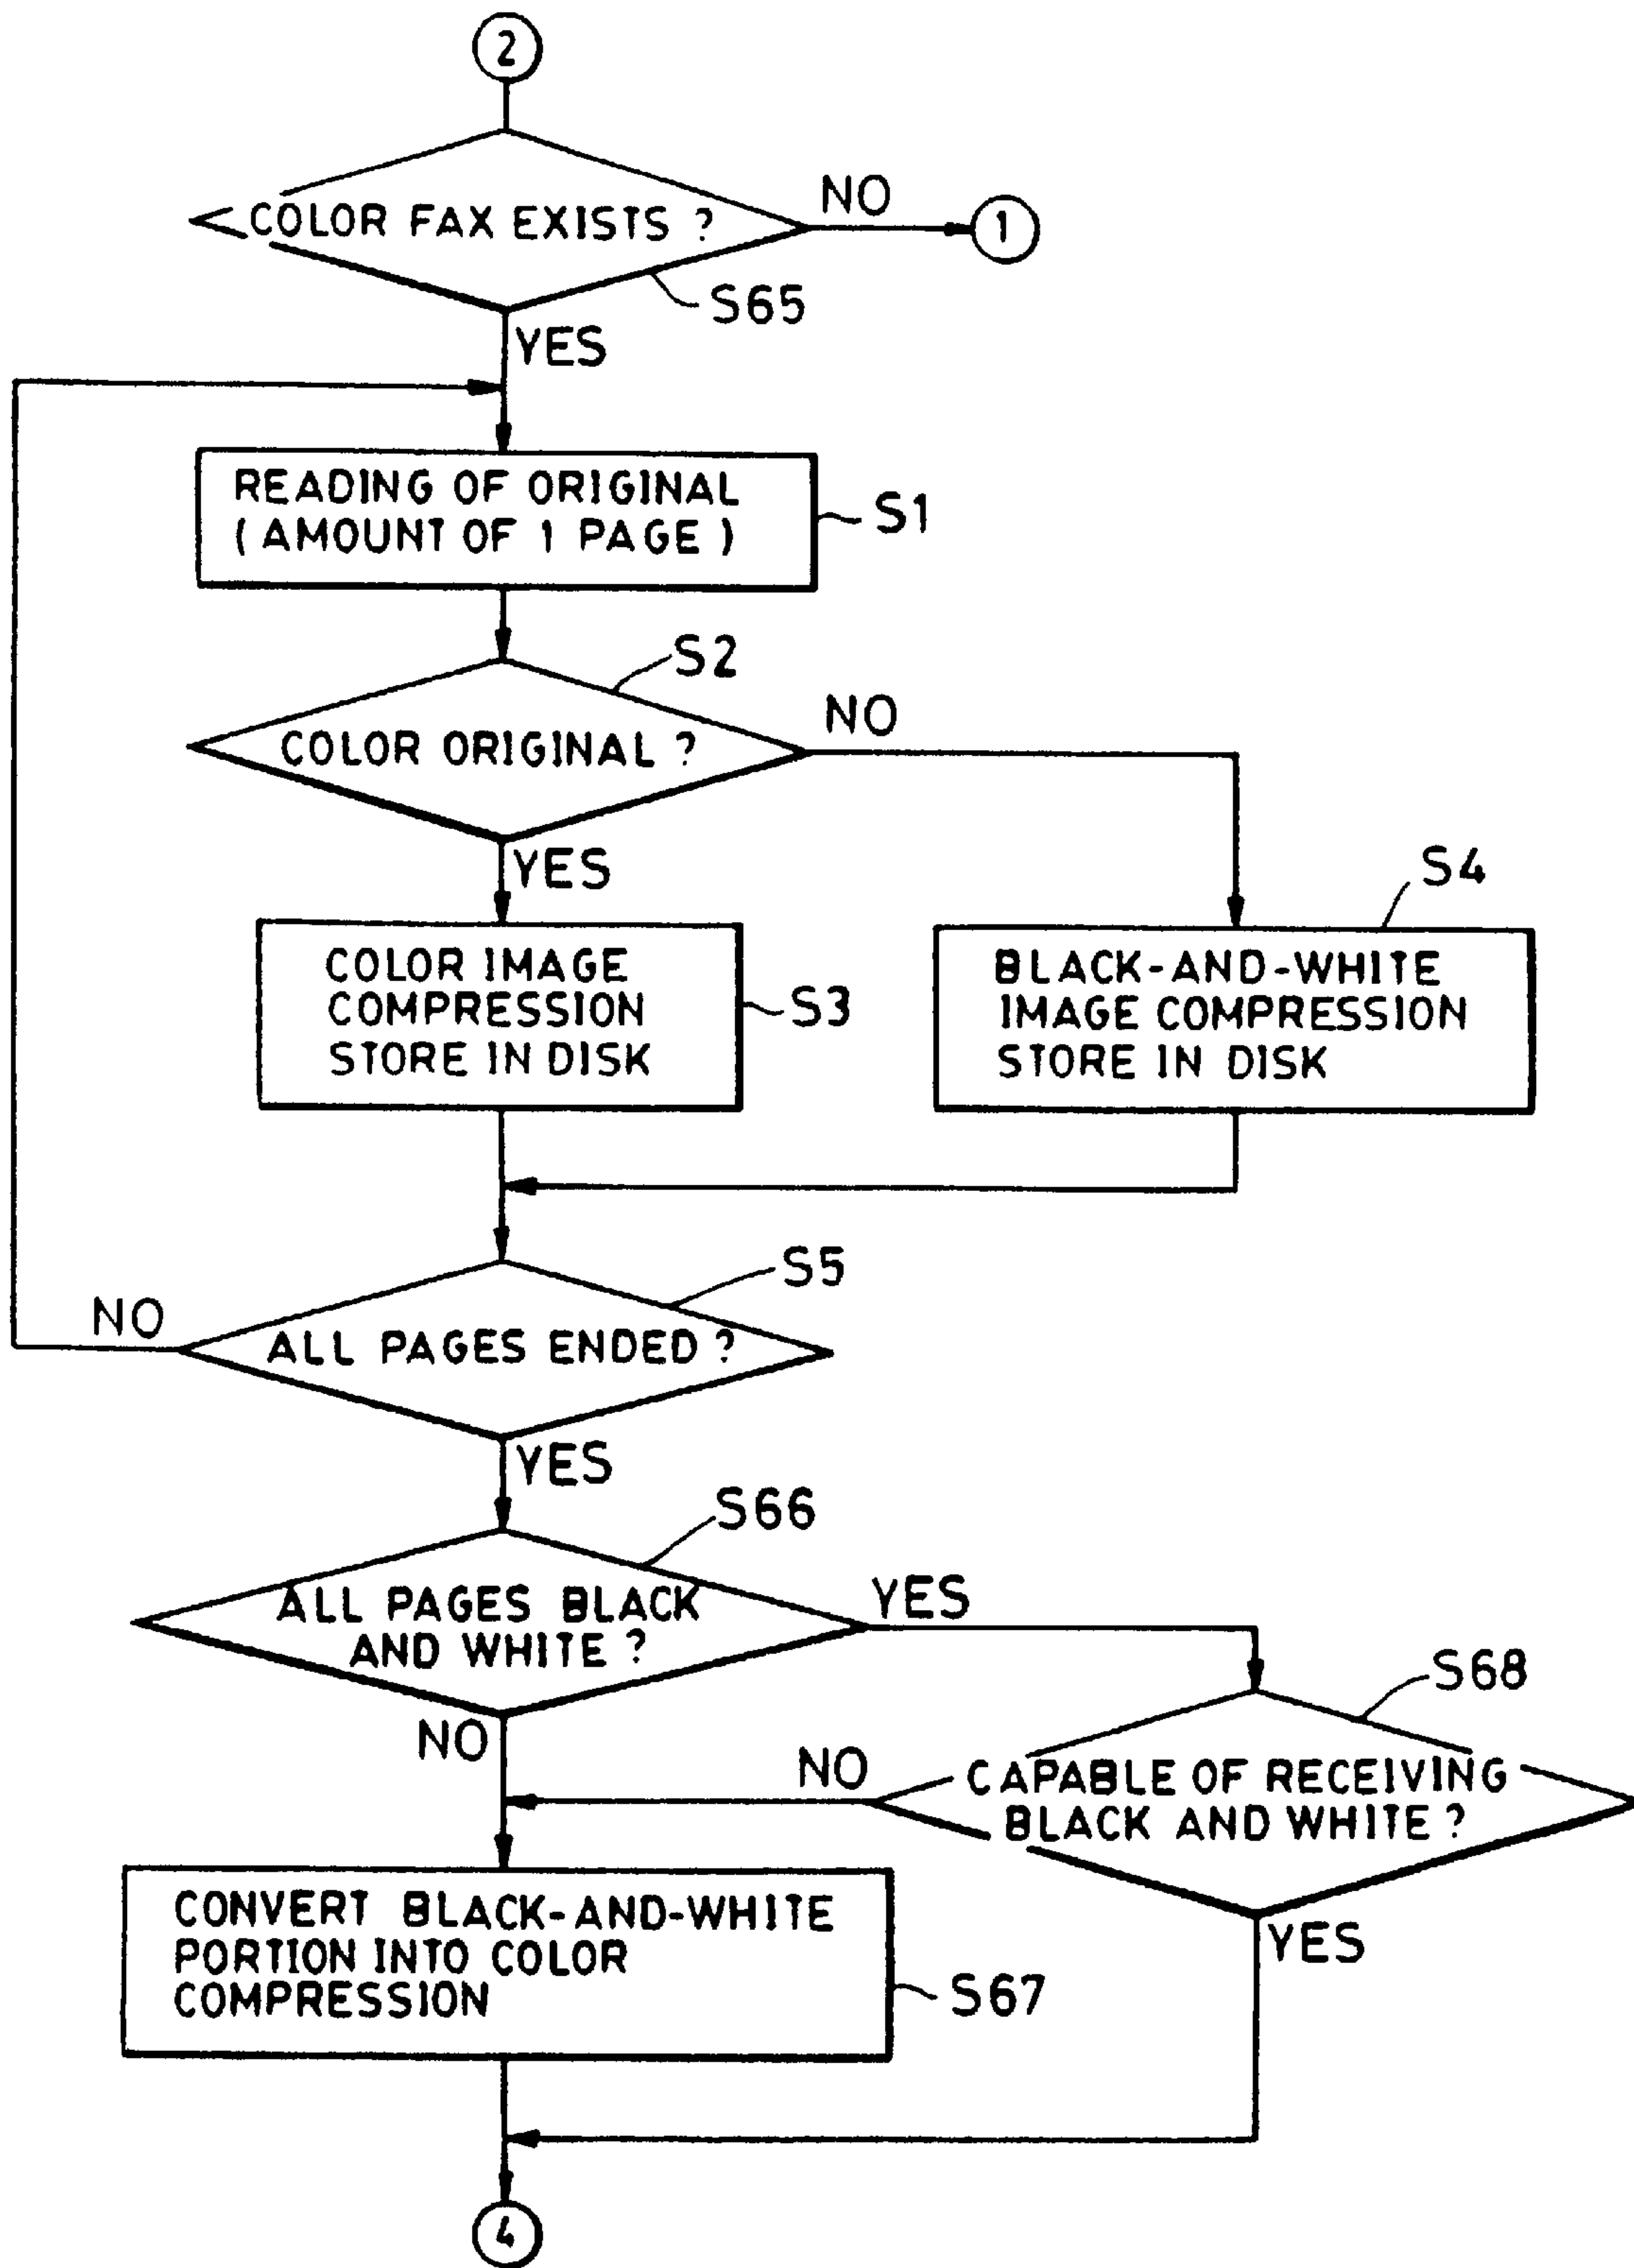 2
COLOR FAX EXISTS ?
NO
1
S65
YES
READING OF ORIGINAL
( AMOUNT OF 1 PAGE )
S1
S2
COLOR ORIGINAL ?
NO
YES
S4
COLOR IMAGE
COMPRESSION
STORE IN DISK
S3
BLACK-AND-WHITE
IMAGE COMPRESSION
STORE IN DISK
S5
NO
ALL PAGES ENDED ?
YES
S66
ALL PAGES BLACK
AND WHITE ?
YES
S68
NO
NO
CAPABLE OF RECEIVING
BLACK AND WHITE ?
YES
CONVERT BLACK-AND-WHITE
PORTION INTO COLOR
COMPRESSION
S67
4